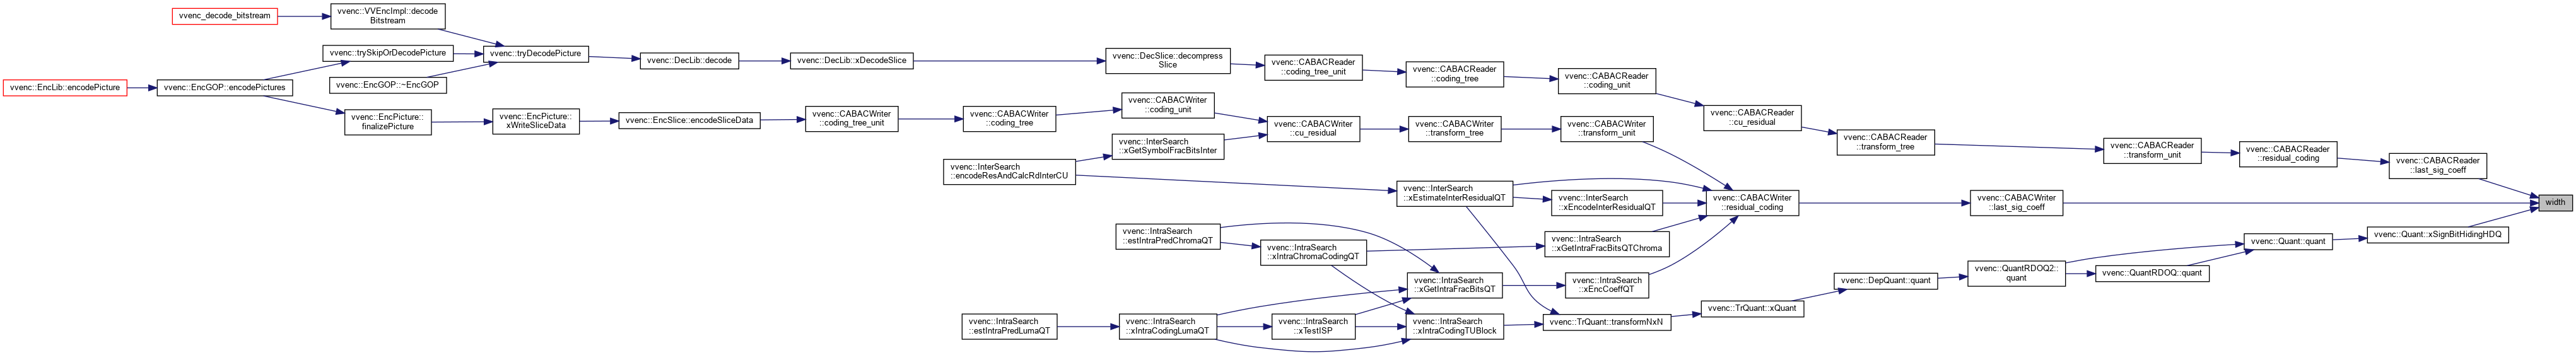 vvenc_decode_bitstream
vvenc::VVEncImpl::decode
Bitstream
vvenc::trySkipOrDecodePicture
vvenc::tryDecodePicture
vvenc::EncGOP::~EncGOP
vvenc::EncLib::encodePicture
vvenc::EncGOP::encodePictures
vvenc::EncPicture::
finalizePicture
vvenc::EncPicture::
xWriteSliceData
vvenc::DecLib::decode
vvenc::DecLib::xDecodeSlice
vvenc::EncSlice::encodeSliceData
vvenc::CABACWriter
::coding_tree_unit
vvenc::CABACWriter
::coding_tree
vvenc::DecSlice::decompress
Slice
vvenc::CABACWriter
::coding_unit
vvenc::InterSearch
::xGetSymbolFracBitsInter
vvenc::InterSearch
::encodeResAndCalcRdInterCU
vvenc::CABACReader
::coding_tree_unit
vvenc::CABACWriter
::cu_residual
vvenc::CABACReader
::coding_tree
vvenc::CABACWriter
::transform_tree
vvenc::CABACReader
::coding_unit
vvenc::CABACWriter
::transform_unit
vvenc::CABACReader
::cu_residual
vvenc::CABACReader
::transform_tree
vvenc::CABACReader
::transform_unit
vvenc::CABACReader
::residual_coding
vvenc::CABACReader
::last_sig_coeff
width
vvenc::InterSearch
::xEstimateInterResidualQT
vvenc::InterSearch
::xEncodeInterResidualQT
vvenc::CABACWriter
::residual_coding
vvenc::CABACWriter
::last_sig_coeff
vvenc::IntraSearch
::estIntraPredChromaQT
vvenc::IntraSearch
::xIntraChromaCodingQT
vvenc::IntraSearch
::xGetIntraFracBitsQTChroma
vvenc::IntraSearch
::xGetIntraFracBitsQT
vvenc::IntraSearch
::xEncCoeffQT
vvenc::IntraSearch
::estIntraPredLumaQT
vvenc::IntraSearch
::xIntraCodingLumaQT
vvenc::IntraSearch
::xTestISP
vvenc::IntraSearch
::xIntraCodingTUBlock
vvenc::TrQuant::transformNxN
vvenc::TrQuant::xQuant
vvenc::DepQuant::quant
vvenc::QuantRDOQ2::
quant
vvenc::QuantRDOQ::quant
vvenc::Quant::quant
vvenc::Quant::xSignBitHidingHDQ